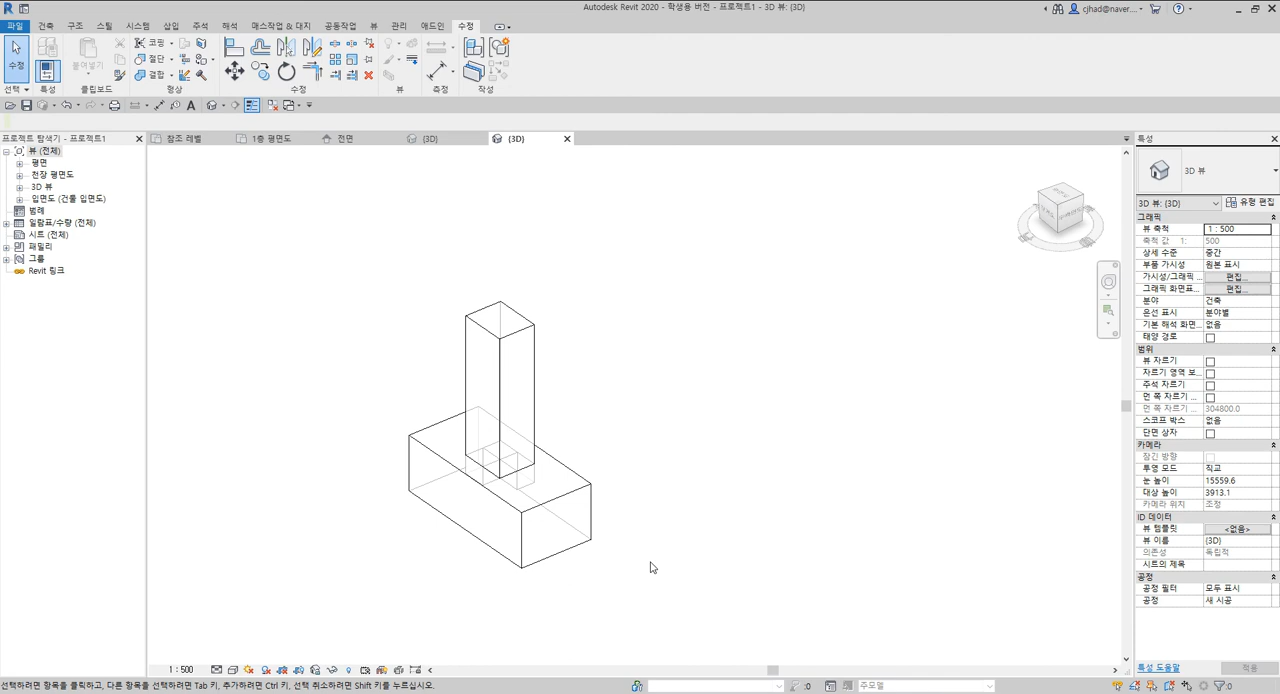 Autodesk Revit 2020 - 학생용 버전 - 프로젝트1 - 3D 뷰: {3D}
cjhad@naver....
파일 건축 구조 스틸 시스템 삽입 주석 해석 매스작업 & 대지 공동작업 뷰 관리 애드인 수정
수정
붙여넣기
코핑
절단
결합
선택 특성 클립보드 형상 수정 뷰 측정 작성
프로젝트 탐색기 - 프로젝트1
참조 레벨 1층 평면도 전면 {3D} {3D}
특성
뷰 (전체)
평면
천장 평면도
3D 뷰
입면도 (건물 입면도)
범례
일람표/수량 (전체)
시트 (전체)
패밀리
그룹
Revit 링크
3D 뷰
3D 뷰: {3D} 유형 편집
그래픽
뷰 축척 1 : 500
축척 값 1: 500
상세 수준 중간
부품 가시성 원본 표시
가시성/그래픽 ... 편집...
그래픽 화면표... 편집...
분야 건축
은선 표시 분야별
기본 해석 화면... 없음
태양 경로
범위
뷰 자르기
자르기 영역 보...
주석 자르기
먼 쪽 자르기 ...
먼 쪽 자르기 ... 304800.0
스코프 박스 없음
단면 상자
카메라
잠긴 방향
투영 모드 직교
눈 높이 15559.6
대상 높이 3913.1
카메라 위치 조정
ID 데이터
뷰 템플릿 <없음>
뷰 이름 {3D}
의존성 독립적
시트의 제목
공정
공정 필터 모두 표시
공정 새 시공
특성 도움말 적용
1 : 500
선택하려면 항목을 클릭하고, 다른 항목을 선택하려면 Tab 키, 추가하려면 Ctrl 키, 선택 취소하려면 Shift 키를 누르십시오.
:0
주모델
:0